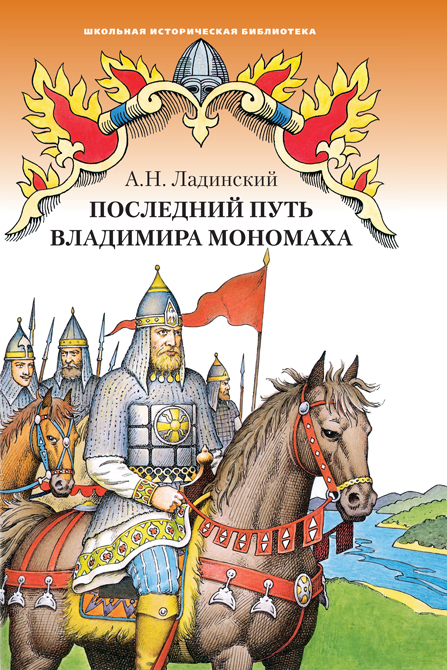 ШКОЛЬНАЯ ИСТОРИЧЕСКАЯ БИБЛИОТЕКА
А.Н. Ладинский
ПОСЛЕДНИЙ ПУТЬ
ВЛАДИМИРА МОНОМАХА